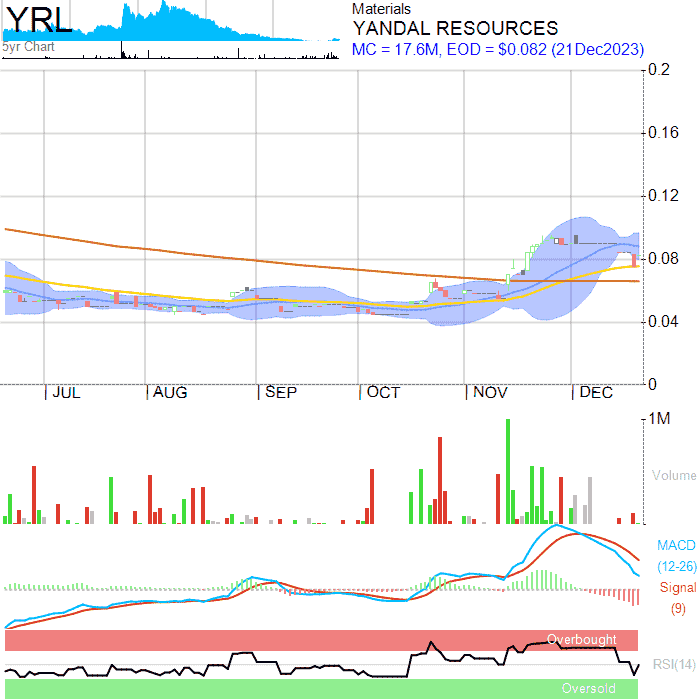 YRL
5yr Chart
Materials
YANDAL RESOURCES
MC = 17.6M, EOD = $0.082 (21Dec2023)
0.2
0.16
0.12
0.08
0.04
0
JUL AUG SEP OCT NOV DEC
1M
Volume
MACD
(12-26)
Signal
(9)
Overbought
RSI(14)
Oversold